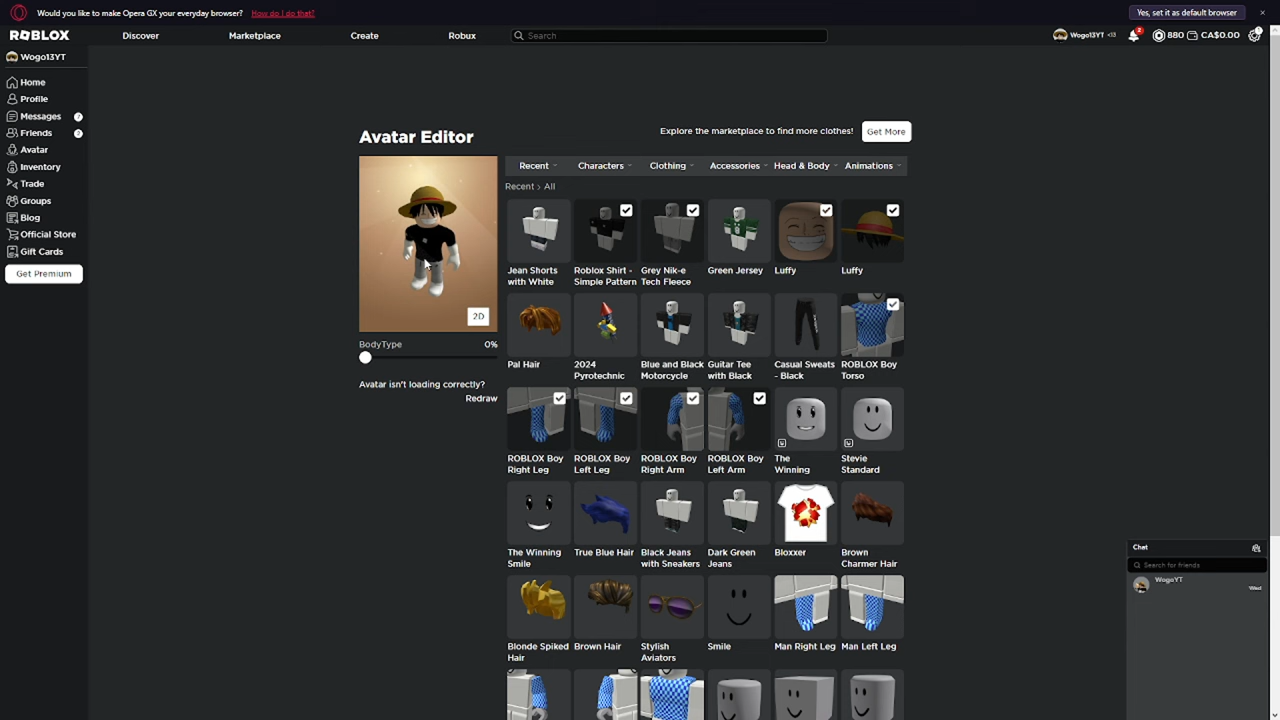 Would you like to make Opera GX your everyday browser? How do I do that? Yes, set it as default browser
ROBLOX Discover Marketplace Create Robux Search Wogo13YT <13 880 CA$0.00
Wogo13YT
Home
Profile
Messages
Friends
Avatar
Inventory
Trade
Groups
Blog
Official Store
Gift Cards
Get Premium
Avatar Editor
Explore the marketplace to find more clothes! Get More
2D
BodyType 0%
Avatar isn't loading correctly?
Redraw
Recent Characters Clothing Accessories Head & Body Animations
Recent > All
Jean Shorts with White
Roblox Shirt - Simple Pattern
Grey Nik-e Tech Fleece
Green Jersey
Luffy
Luffy
Pal Hair
2024 Pyrotechnic
Blue and Black Motorcycle
Guitar Tee with Black
Casual Sweats - Black
ROBLOX Boy Torso
ROBLOX Boy Right Leg
ROBLOX Boy Left Leg
ROBLOX Boy Right Arm
ROBLOX Boy Left Arm
The Winning
Stevie Standard
The Winning Smile
True Blue Hair
Black Jeans with Sneakers
Dark Green Jeans
Bloxxer
Brown Charmer Hair
Blonde Spiked Hair
Brown Hair
Stylish Aviators
Smile
Man Right Leg
Man Left Leg
Chat
Search for friends
WogoYT
Wed